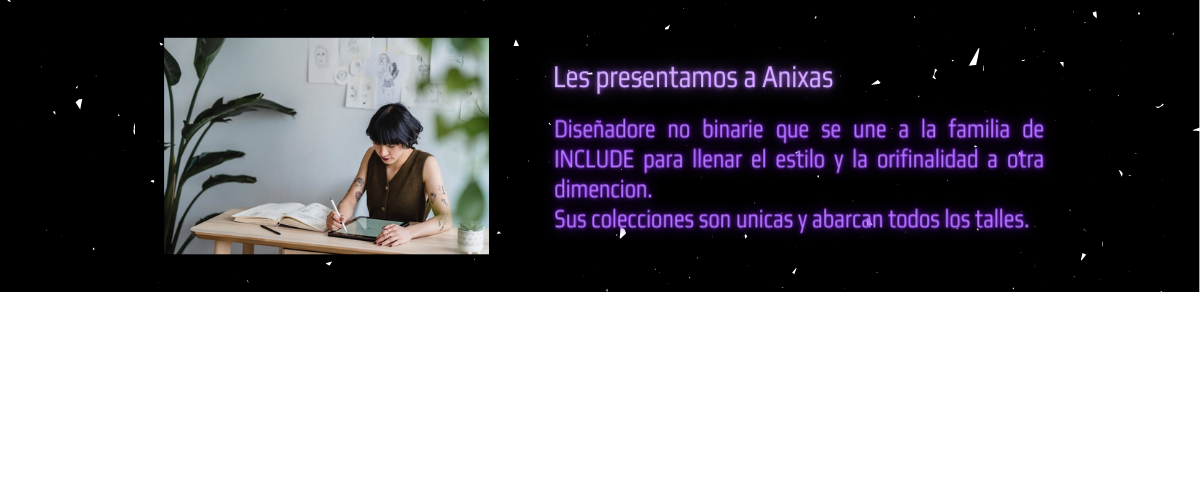 Les presentamos a Anixas
Diseñadore no binarie que se une a la familia de
INCLUDE para llenar el estilo y la orifinalidad a otra
dimencion.
Sus colecciones son unicas y abarcan todos los talles.